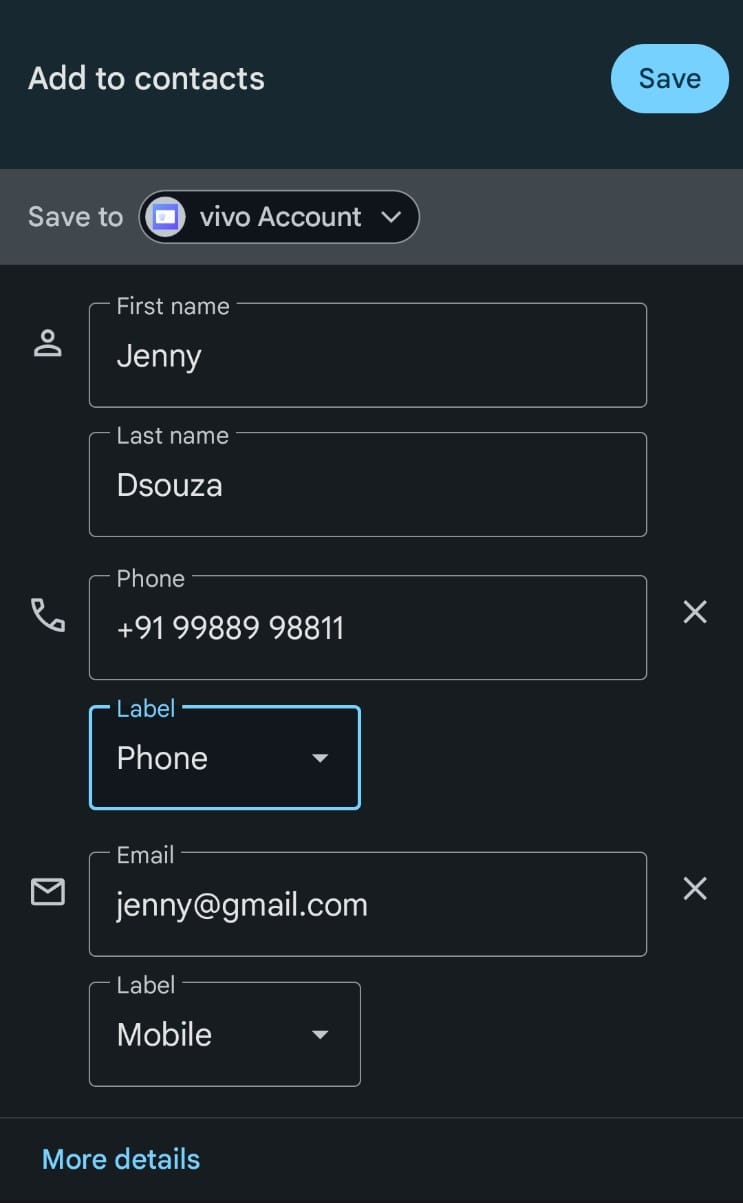 Add to contacts
Save
Save to
vivo Account
First name
Jenny
Last name
Dsouza
Phone
+91 99889 98811
Label
Phone
Email
jenny@gmail.com
Label
Mobile
More details